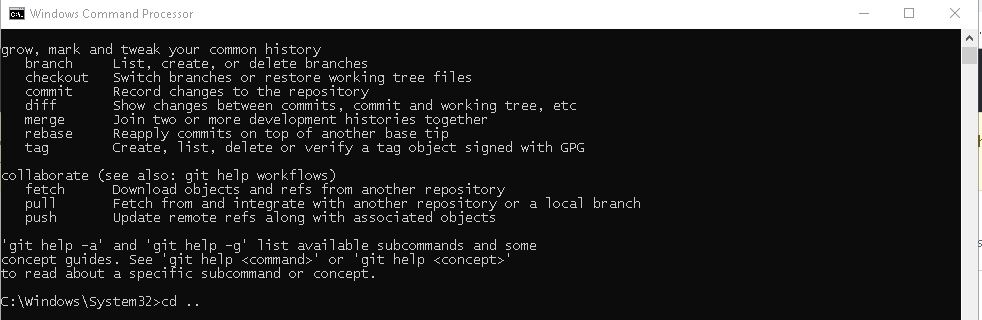 Windows Command Processor
grow, mark and tweak your common history
   branch     List, create, or delete branches
   checkout   Switch branches or restore working tree files
   commit     Record changes to the repository
   diff       Show changes between commits, commit and working tree, etc
   merge      Join two or more development histories together
   rebase     Reapply commits on top of another base tip
   tag        Create, list, delete or verify a tag object signed with GPG
collaborate (see also: git help workflows)
   fetch      Download objects and refs from another repository
   pull       Fetch from and integrate with another repository or a local branch
   push       Update remote refs along with associated objects
'git help -a' and 'git help -g' list available subcommands and some
concept guides. See 'git help <command>' or 'git help <concept>'
to read about a specific subcommand or concept.
C:\Windows\System32>cd ..